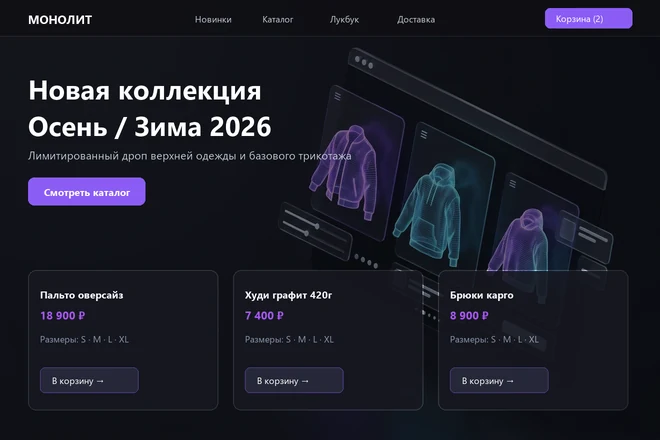 МОНОЛИТ
Новинки
Каталог
Лукбук
Доставка
Корзина (2)
Новая коллекция
Осень / Зима 2026
Лимитированный дроп верхней одежды и базового трикотажа
Смотреть каталог
Пальто оверсайз
18 900 ₽
Размеры: S · M · L · XL
В корзину →
Худи графит 420г
7 400 ₽
Размеры: S · M · L · XL
В корзину →
Брюки карго
8 900 ₽
Размеры: S · M · L · XL
В корзину →